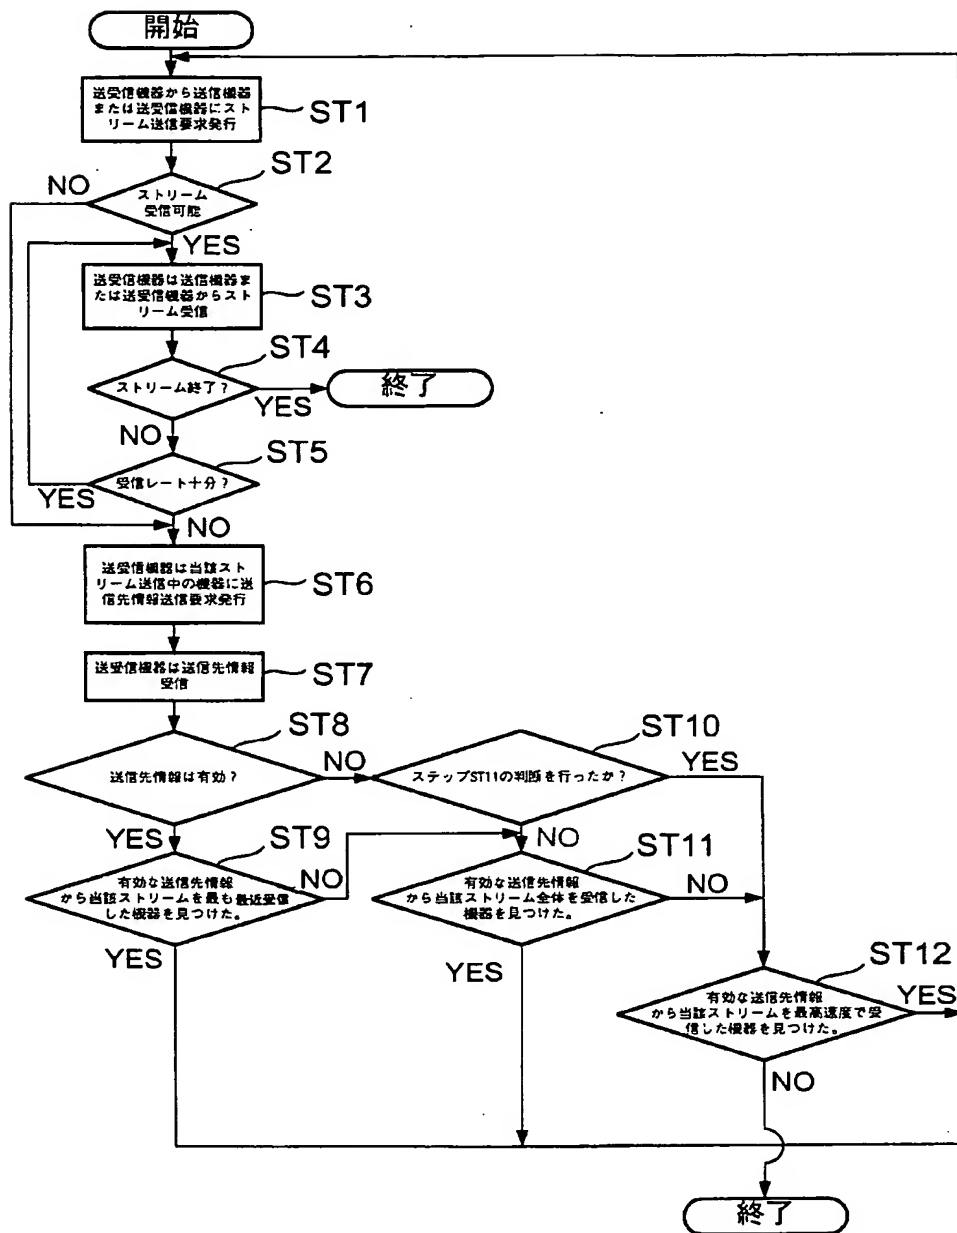 開始
送受信機器から送信機器
または送受信機器にスト
リーム送信要求発行
ST1
ST2
NO
ストリーム
受信可能
YES
送受信機器は送信機器ま
たは送受信機器からスト
リーム受信
ST3
ST4
ストリーム終了?
YES
終了
NO
ST5
受信レート十分?
YES
NO
送受信機器は当該スト
リーム送信中の機器に送
信先情報送信要求発行
ST6
送受信機器は送信先情報
受信
ST7
ST8
送信先情報は有効?
NO
YES
ST10
ステップST11の判断を行ったか?
YES
NO
ST9
有効な送信先情報
から当該ストリームを最も最近受信
した機器を見つけた。
NO
YES
ST11
有効な送信先情報
から当該ストリーム全体を受信した
機器を見つけた。
NO
YES
ST12
有効な送信先情報
から当該ストリームを最高速度で受
信した機器を見つけた。
YES
NO
終了